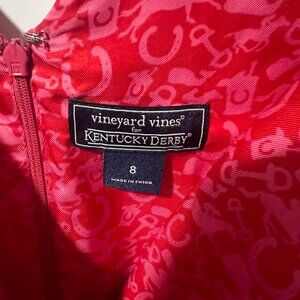 vineyard vines®
for
KENTUCKY DERBY®
8
MADE IN CHINA